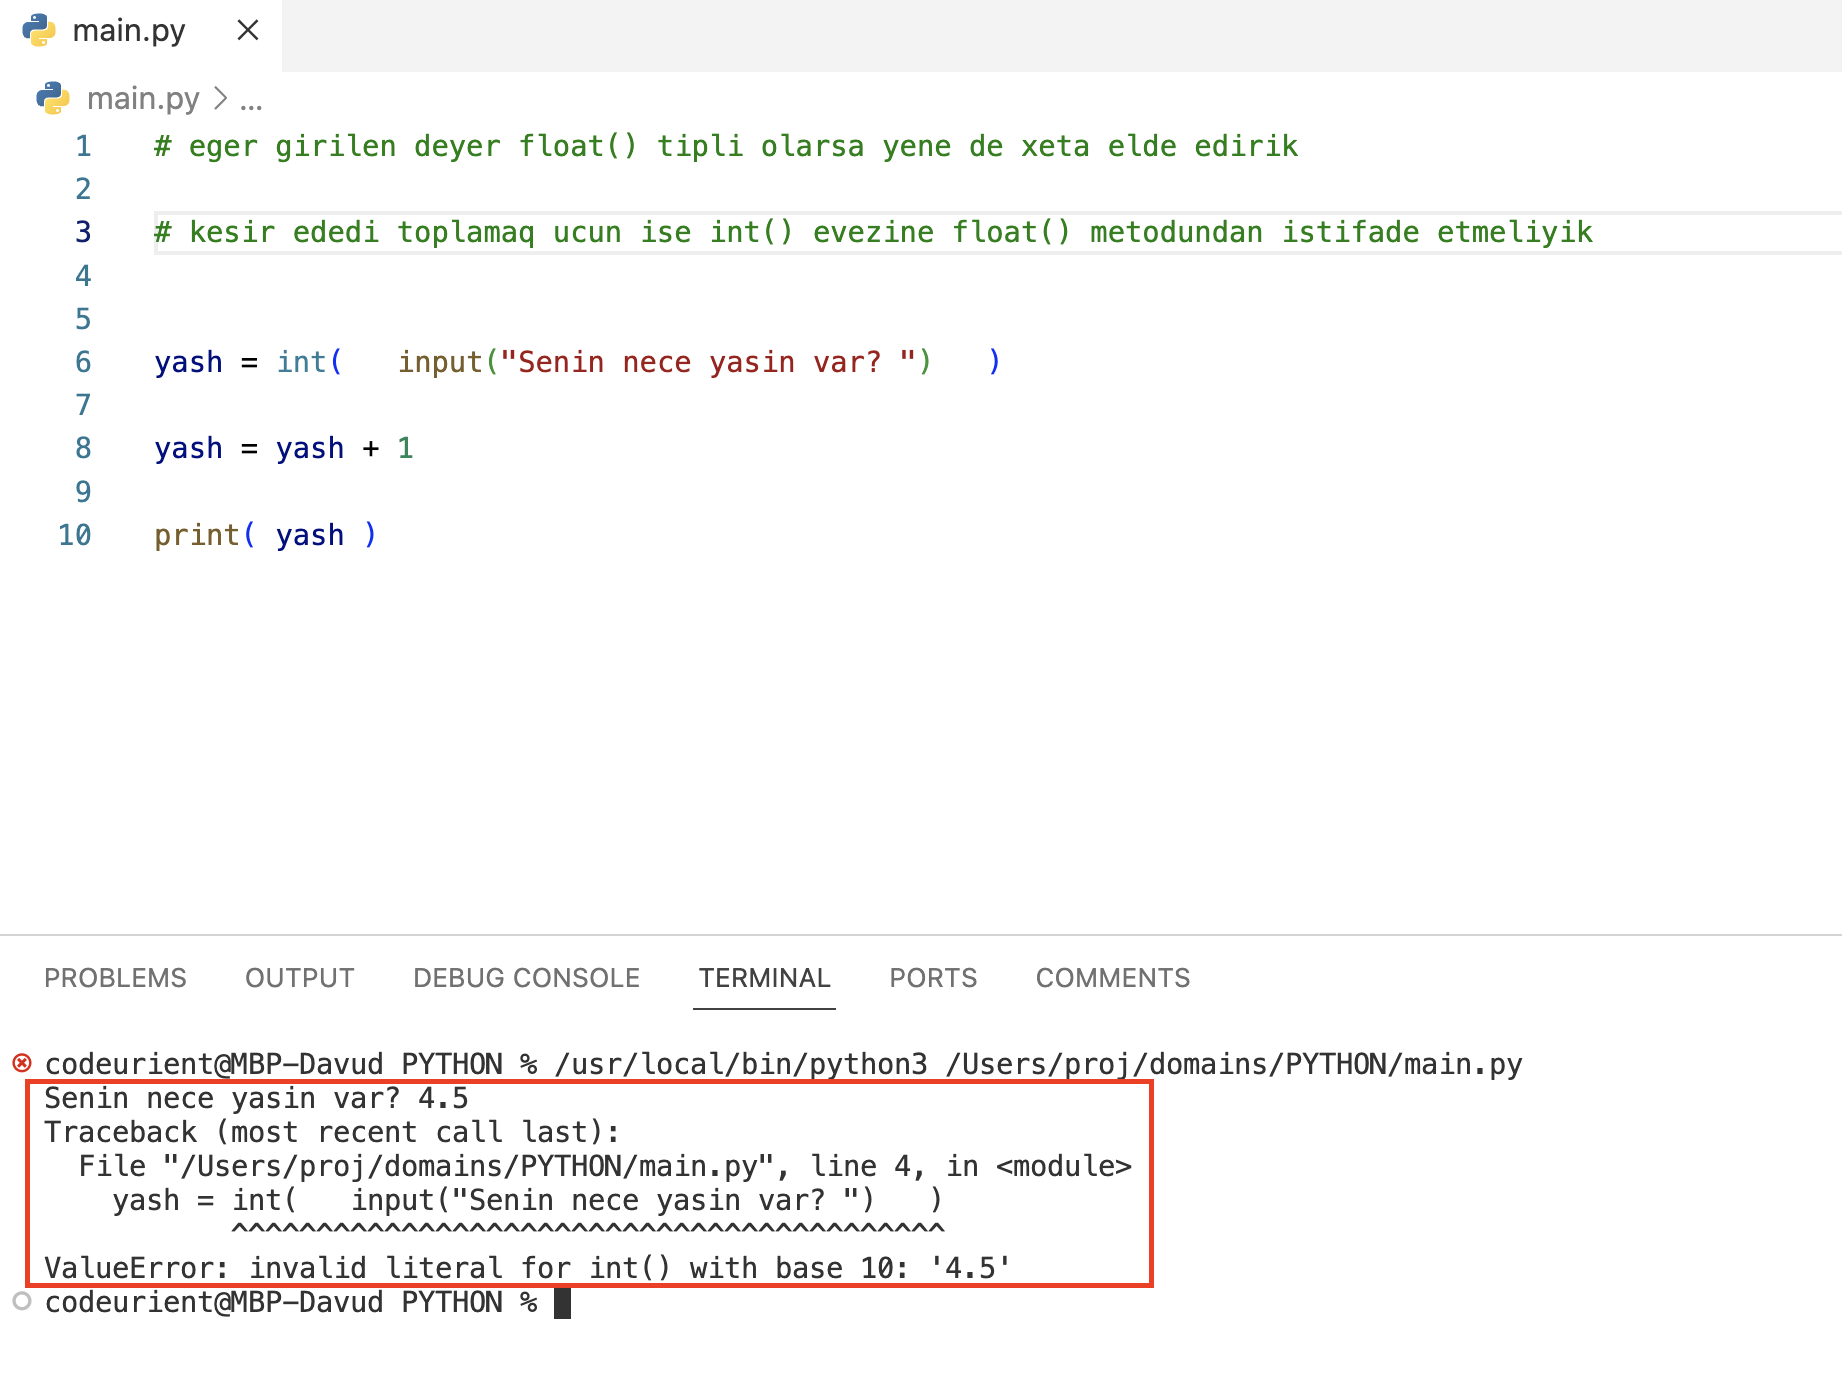 main.py
main.py > ...
1 # eger girilen deyer float() tipli olarsa yene de xeta elde edirik
2
3 # kesir ededi toplamaq ucun ise int() evezine float() metodundan istifade etmeliyik
4
5
6 yash = int(   input("Senin nece yasin var? ")   )
7
8 yash = yash + 1
9
10 print( yash )
PROBLEMS OUTPUT DEBUG CONSOLE TERMINAL PORTS COMMENTS
codeurient@MBP-Davud PYTHON % /usr/local/bin/python3 /Users/proj/domains/PYTHON/main.py
Senin nece yasin var? 4.5
Traceback (most recent call last):
  File "/Users/proj/domains/PYTHON/main.py", line 4, in <module>
    yash = int(   input("Senin nece yasin var? ")   )
           ^^^^^^^^^^^^^^^^^^^^^^^^^^^^^^^^^^^^^^^^^^
ValueError: invalid literal for int() with base 10: '4.5'
codeurient@MBP-Davud PYTHON %